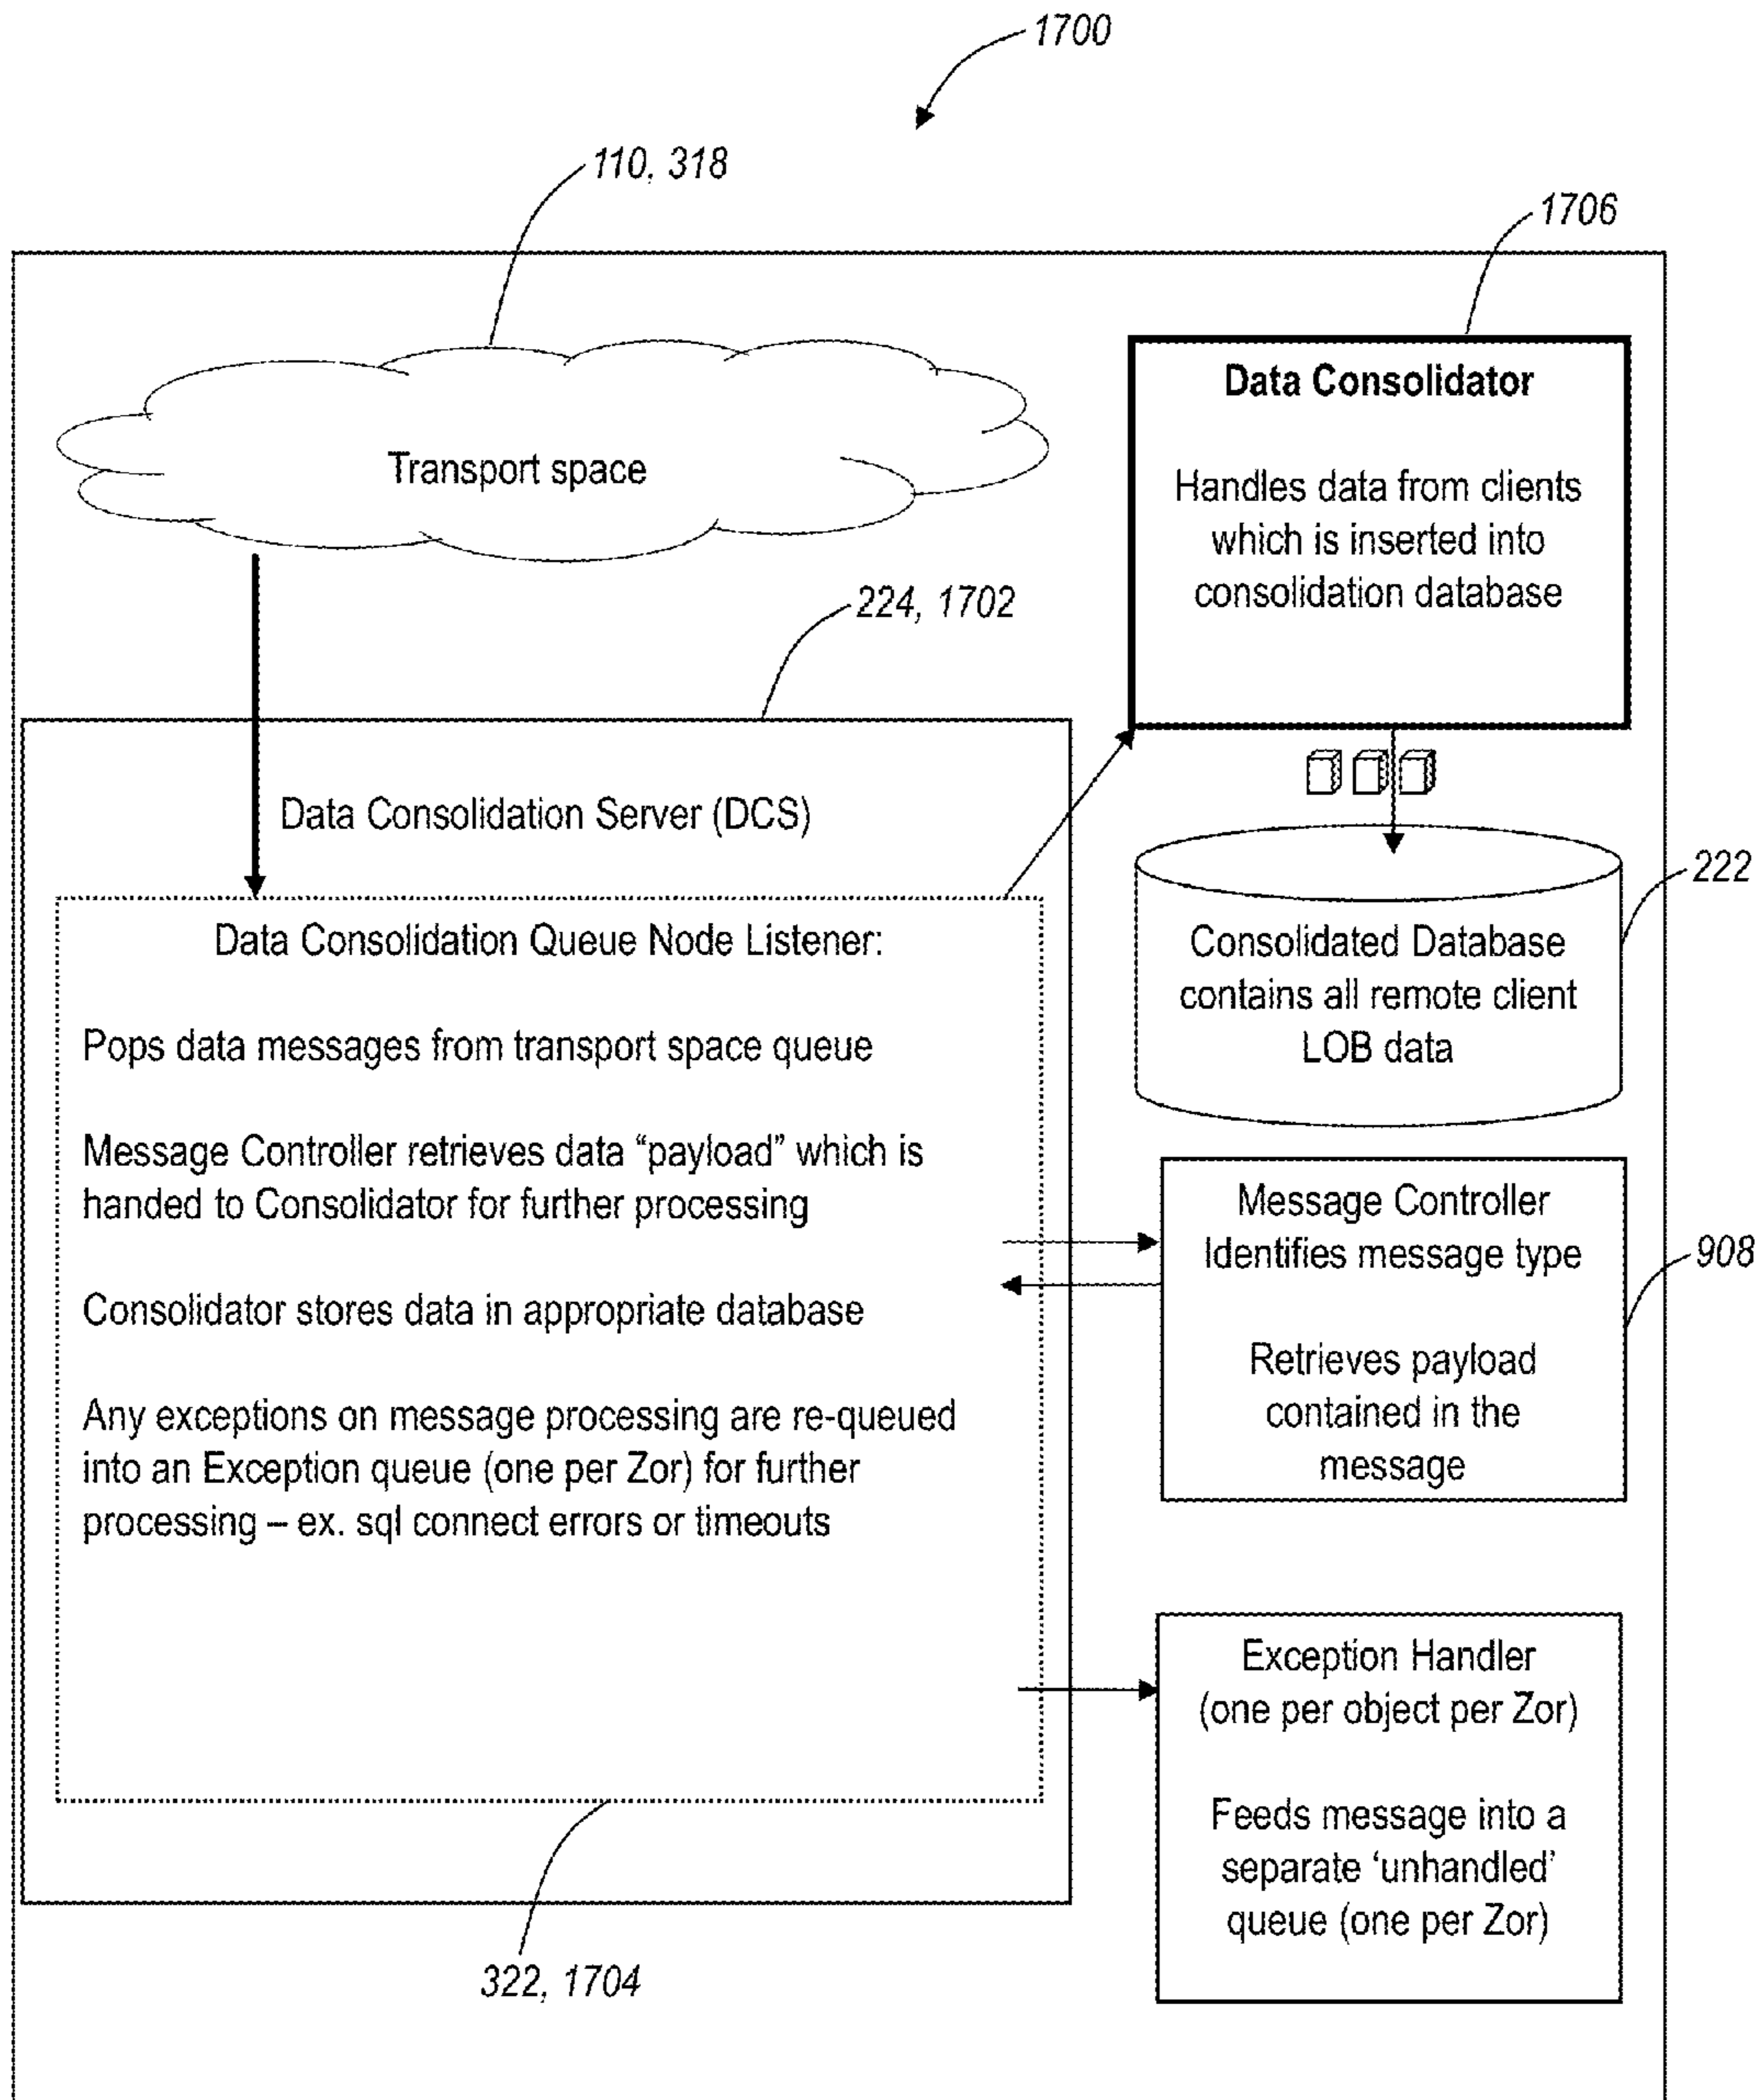 1700
110, 318
1706
Transport space
Data Consolidator
Handles data from clients
which is inserted into
consolidation database
224, 1702
Data Consolidation Server (DCS)
Data Consolidation Queue Node Listener:
Pops data messages from transport space queue
Message Controller retrieves data “payload” which is
handed to Consolidator for further processing
Consolidator stores data in appropriate database
Any exceptions on message processing are re-queued
into an Exception queue (one per Zor) for further
processing – ex. sql connect errors or timeouts
222
Consolidated Database
contains all remote client
LOB data
Message Controller
Identifies message type
Retrieves payload
contained in the
message
908
Exception Handler
(one per object per Zor)
Feeds message into a
separate ‘unhandled’
queue (one per Zor)
322, 1704